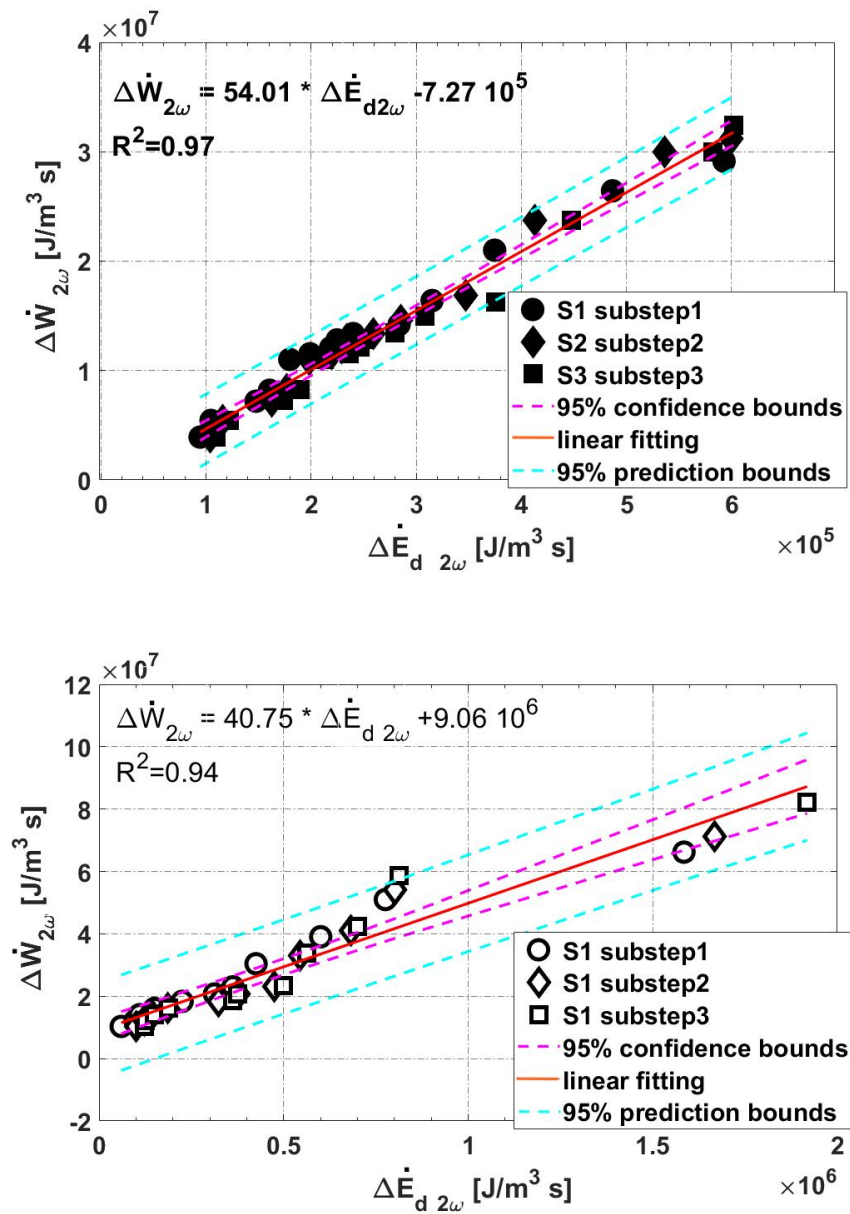 ×10⁷
4
3
2
1
0
ΔẆ 2ω [J/m³ s]
ΔẆ2ω = 54.01 * ΔĖd2ω -7.27 10⁵
R²=0.97
S1 substep1
S2 substep2
S3 substep3
95% confidence bounds
linear fitting
95% prediction bounds
0 1 2 3 4 5 6
ΔĖd 2ω [J/m³ s]
×10⁵
×10⁷
12
10
8
6
4
2
0
-2
ΔẆ2ω [J/m³ s]
ΔẆ2ω = 40.75 * ΔĖd 2ω +9.06 10⁶
R²=0.94
S1 substep1
S1 substep2
S1 substep3
95% confidence bounds
linear fitting
95% prediction bounds
0 0.5 1 1.5 2
ΔĖd 2ω [J/m³ s]
×10⁶